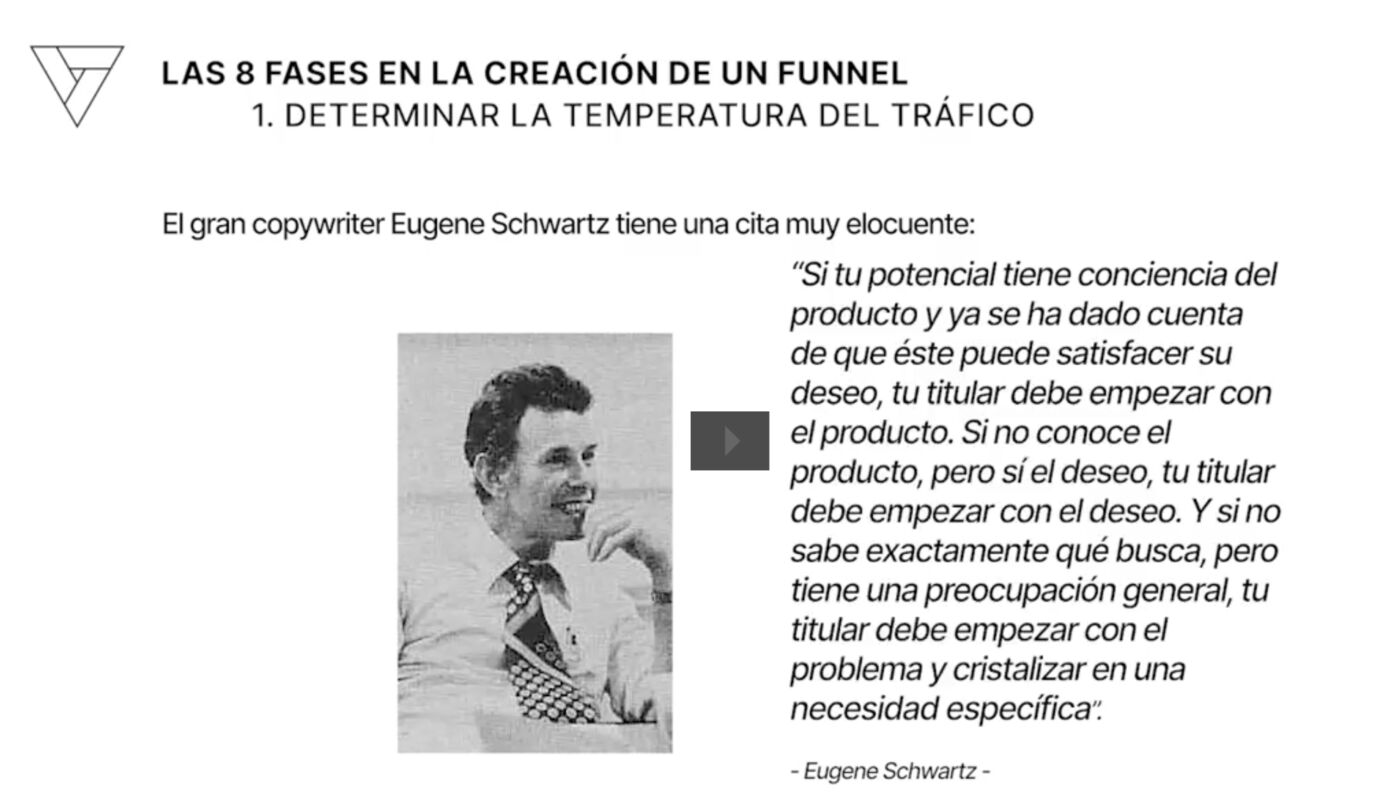 LAS 8 FASES EN LA CREACIÓN DE UN FUNNEL
1. DETERMINAR LA TEMPERATURA DEL TRÁFICO
El gran copywriter Eugene Schwartz tiene una cita muy elocuente:
“Si tu potencial tiene conciencia del
producto y ya se ha dado cuenta
de que éste puede satisfacer su
deseo, tu titular debe empezar con
el producto. Si no conoce el
producto, pero sí el deseo, tu titular
debe empezar con el deseo. Y si no
sabe exactamente qué busca, pero
tiene una preocupación general, tu
titular debe empezar con el
problema y cristalizar en una
necesidad específica”.
- Eugene Schwartz -